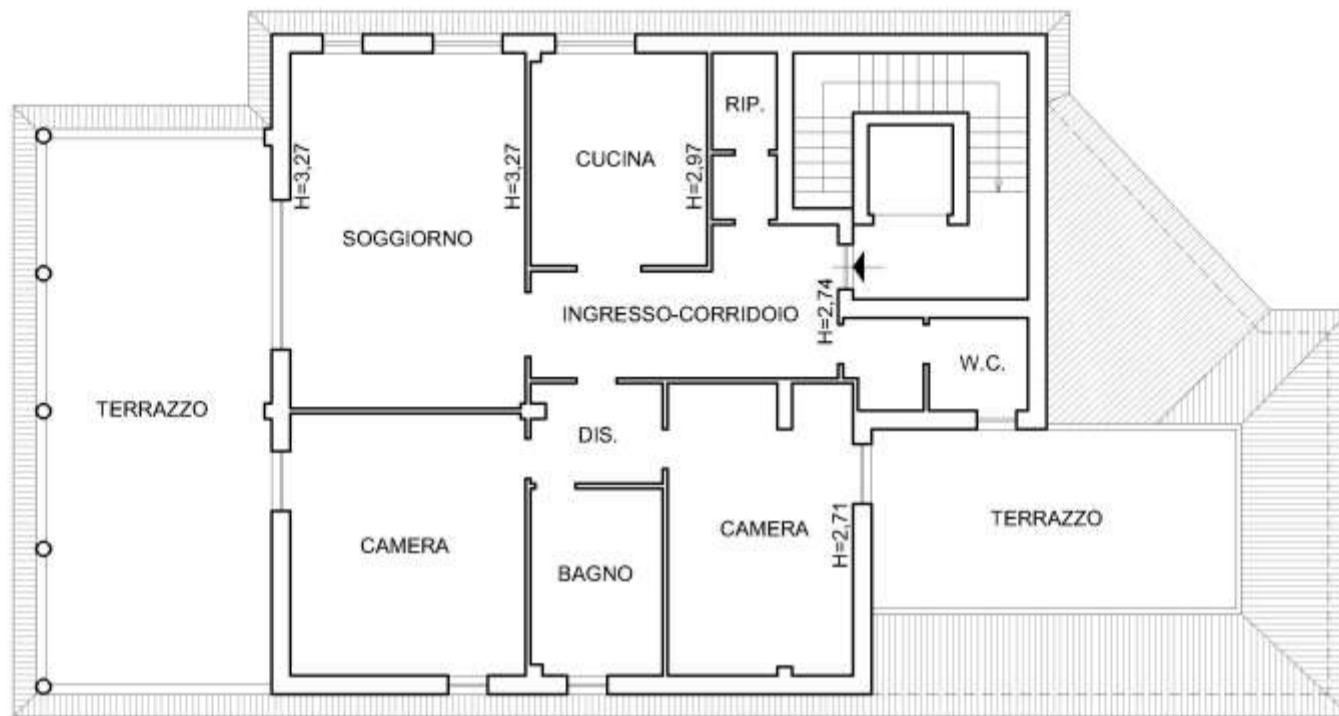 RIP.
CUCINA
H=3,27
H=3,27
H=2,97
SOGGIORNO
INGRESSO-CORRIDOIO
H=2,74
W.C.
TERRAZZO
DIS.
CAMERA
BAGNO
CAMERA
H=2,71
TERRAZZO